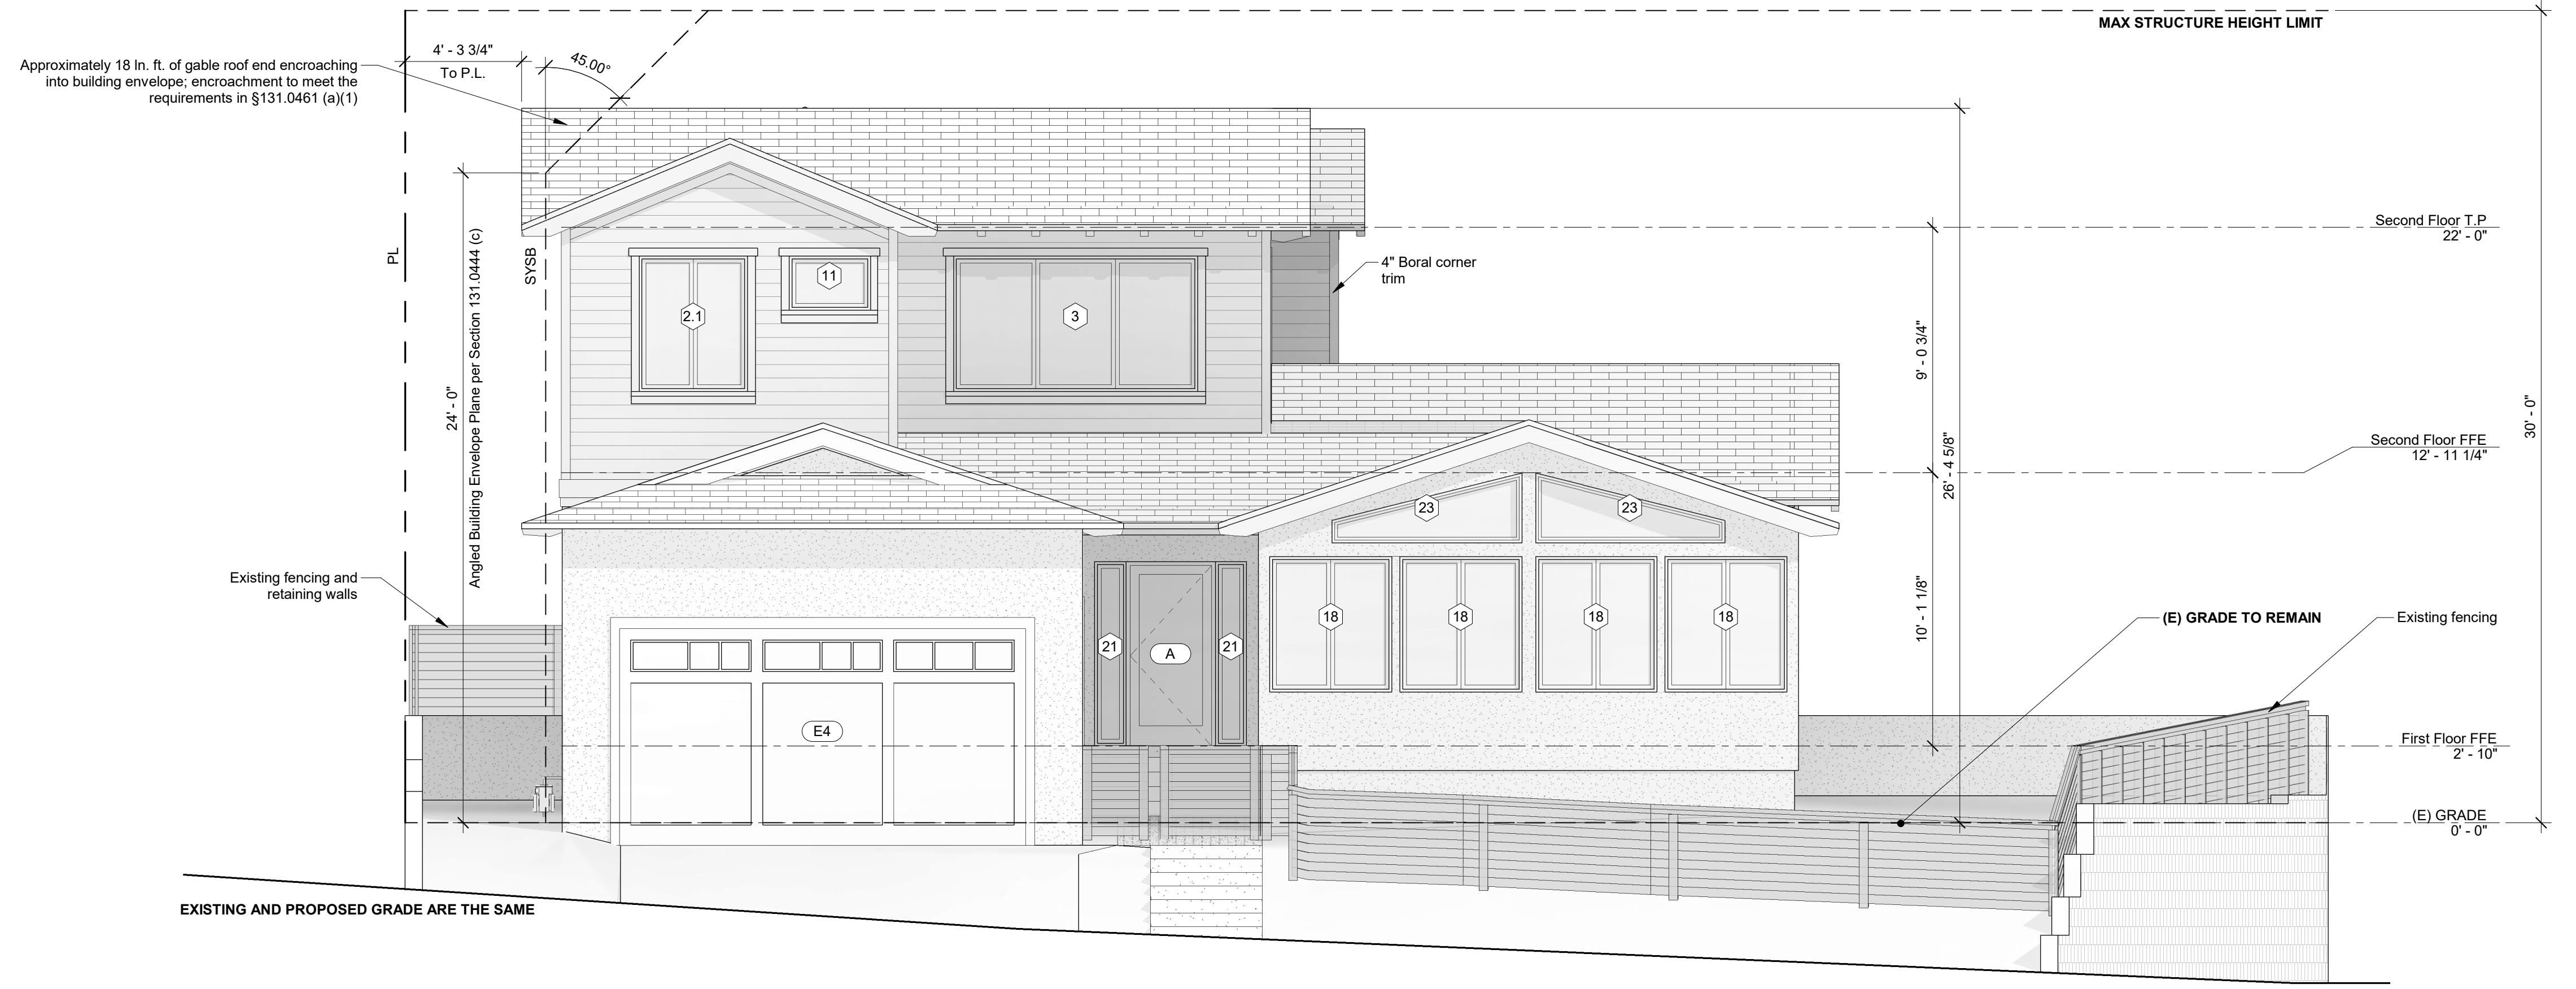 MAX STRUCTURE HEIGHT LIMIT
4' - 3 3/4"
To P.L.
45.00°
Approximately 18 ln. ft. of gable roof end encroaching
into building envelope; encroachment to meet the
requirements in §131.0461 (a)(1)
PL
SYSB
24' - 0"
Angled Building Envelope Plane per Section 131.0444 (c)
Second Floor T.P
22' - 0"
4" Boral corner
trim
2.1
11
3
9' - 0 3/4"
30' - 0"
Second Floor FFE
12' - 11 1/4"
26' - 4 5/8"
23
23
Existing fencing and
retaining walls
10' - 1 1/8"
18
18
18
18
(E) GRADE TO REMAIN
Existing fencing
21
A
21
E4
First Floor FFE
2' - 10"
(E) GRADE
0' - 0"
EXISTING AND PROPOSED GRADE ARE THE SAME